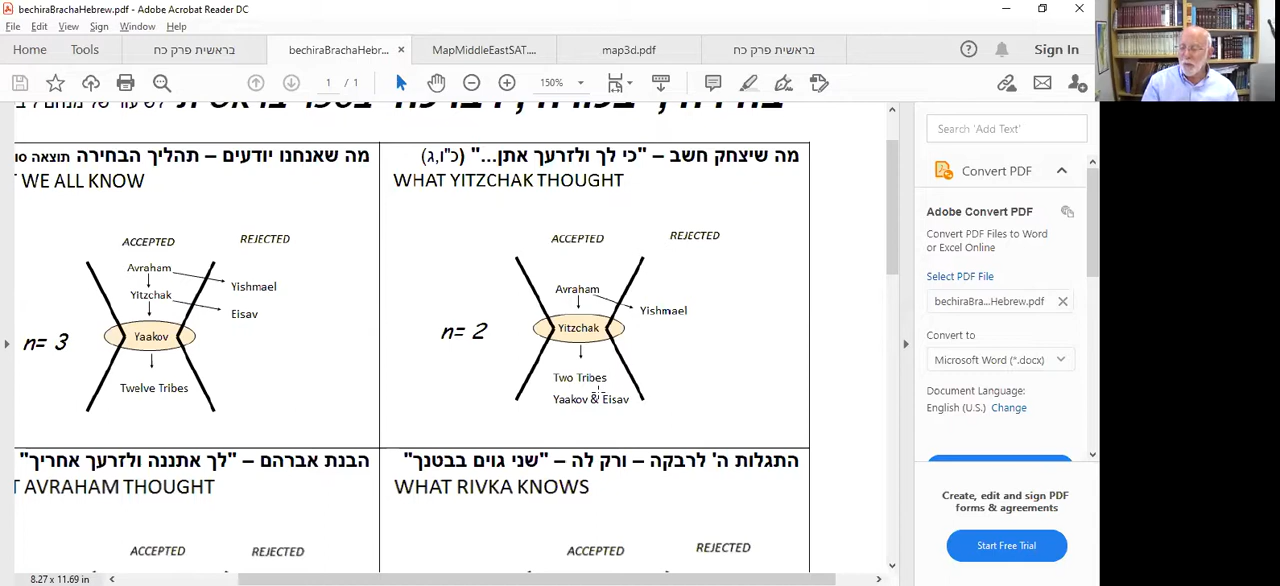 bechiraBrachaHebrew.pdf - Adobe Acrobat Reader DC
File Edit View Sign Window Help
Home Tools בראשית פרק כח bechiraBrachaHebr... × MapMiddleEastSAT.... map3d.pdf בראשית פרק כח Sign In
1 / 1 150%
מה שאנחנו יודעים – תהליך הבחירה תוצאה סו
WE ALL KNOW
ACCEPTED REJECTED
Avraham
Yishmael
Yitzchak
Eisav
n= 3
Yaakov
Twelve Tribes
מה שיצחק חשב – "כי לך ולזרעך אתן..." (כ"ו,ג)
WHAT YITZCHAK THOUGHT
ACCEPTED REJECTED
Avraham
Yishmael
n= 2
Yitzchak
Two Tribes
Yaakov & Eisav
הבנת אברהם – "לך אתננה ולזרעך אחריך"
AVRAHAM THOUGHT
ACCEPTED REJECTED
התגלות ה' לרבקה – ורק לה – "שני גוים בבטנך"
WHAT RIVKA KNOWS
ACCEPTED REJECTED
8.27 x 11.69 in
Search 'Add Text'
Convert PDF
Adobe Convert PDF
Convert PDF Files to Word
or Excel Online
Select PDF File
bechiraBra...Hebrew.pdf
Convert to
Microsoft Word (*.docx)
Document Language:
English (U.S.) Change
Create, edit and sign PDF
forms & agreements
Start Free Trial